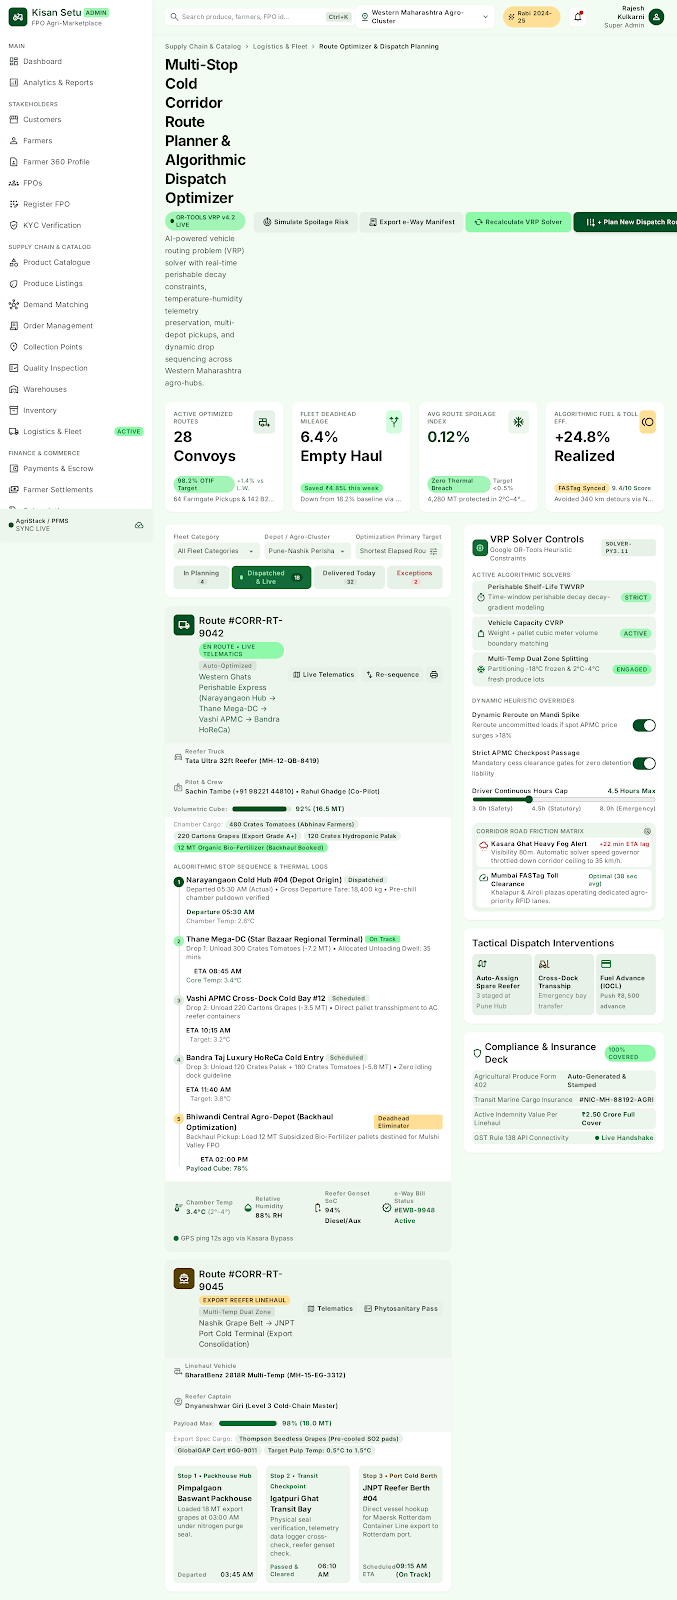 Kisan Setu ADMIN
FPO Agri-Marketplace
MAIN
Dashboard
Analytics & Reports
STAKEHOLDERS
Customers
Farmers
Farmer 360 Profile
FPOs
Register FPO
KYC Verification
SUPPLY CHAIN & CATALOG
Product Catalogue
Produce Listings
Demand Matching
Order Management
Collection Points
Quality Inspection
Warehouses
Inventory
Logistics & Fleet ACTIVE
FINANCE & COMMERCE
Payments & Escrow
Farmer Settlements
AgriStack / PFMS
SYNC LIVE
Search produce, farmers, FPO id... Ctrl+K
Western Maharashtra Agro-
Cluster
Rabi 2024-
25
Rajesh
Kulkarni
Super Admin
Supply Chain & Catalog › Logistics & Fleet › Route Optimizer & Dispatch Planning
Multi-Stop
Cold
Corridor
Route
Planner &
Algorithmic
Dispatch
Optimizer
OR-TOOLS VRP v4.2
LIVE
AI-powered vehicle
routing problem (VRP)
solver with real-time
perishable decay
constraints,
temperature-humidity
telemetry
preservation, multi-
depot pickups, and
dynamic drop
sequencing across
Western Maharashtra
agro-hubs.
Simulate Spoilage Risk
Export e-Way Manifest
Recalculate VRP Solver
+ Plan New Dispatch Rou
ACTIVE OPTIMIZED
ROUTES
28
Convoys
98.2% OTIF
Target
+1.4% vs
L.W.
64 Farmgate Pickups & 142 B2...
FLEET DEADHEAD
MILEAGE
6.4%
Empty Haul
Saved ₹4.85L this week
Down from 18.2% baseline via ...
AVG ROUTE SPOILAGE
INDEX
0.12%
Zero Thermal
Breach
Target
<0.5%
4,280 MT protected in 2°C-4°...
ALGORITHMIC FUEL & TOLL
EFF.
+24.8%
Realized
FASTag Synced 9.4/10 Score
Avoided 340 km detours via N...
Fleet Category
All Fleet Categories
Depot / Agro-Cluster
Pune-Nashik Perisha
Optimization Primary Target
Shortest Elapsed Rou
In Planning
4
Dispatched
& Live
18
Delivered Today
32
Exceptions
2
Route #CORR-RT-
9042
EN ROUTE • LIVE
TELEMATICS
Auto-Optimized
Western Ghats
Perishable Express
(Narayangaon Hub →
Thane Mega-DC →
Vashi APMC → Bandra
HoReCa)
Live Telematics
Re-sequence
Reefer Truck
Tata Ultra 32ft Reefer (MH-12-QB-8419)
Pilot & Crew
Sachin Tambe (+91 98221 44810) • Rahul Ghadge (Co-Pilot)
Volumetric Cube: 92% (16.5 MT)
Chamber Cargo: 480 Crates Tomatoes (Abhinav Farmers)
220 Cartons Grapes (Export Grade A+) 120 Crates Hydroponic Palak
12 MT Organic Bio-Fertilizer (Backhaul Booked)
ALGORITHMIC STOP SEQUENCE & THERMAL LOGS
1
Narayangaon Cold Hub #04 (Depot Origin) Dispatched
Departed 05:30 AM (Actual) • Gross Departure Tare: 18,400 kg • Pre-chill
chamber pulldown verified
Departure 05:30 AM
Chamber Temp: 2.8°C
2
Thane Mega-DC (Star Bazaar Regional Terminal) On Track
Drop 1: Unload 300 Crates Tomatoes (-7.2 MT) • Allocated Unloading Dwell: 35
mins
ETA 08:45 AM
Core Temp: 3.4°C
3
Vashi APMC Cross-Dock Cold Bay #12 Scheduled
Drop 2: Unload 220 Cartons Grapes (-3.5 MT) • Direct pallet transshipment to AC
reefer containers
ETA 10:15 AM
Target: 3.2°C
4
Bandra Taj Luxury HoReCa Cold Entry Scheduled
Drop 3: Unload 120 Crates Palak + 180 Crates Tomatoes (-5.8 MT) • Zero idling
dock guideline
ETA 11:40 AM
Target: 3.8°C
5
Bhiwandi Central Agro-Depot (Backhaul
Optimization)
Deadhead
Eliminator
Backhaul Pickup: Load 12 MT Subsidized Bio-Fertilizer pallets destined for Mulshi
Valley FPO
ETA 02:00 PM
Payload Cube: 78%
Chamber Temp
3.4°C (2°-4°)
Relative
Humidity
88% RH
Reefer Genset
SoC
94%
Diesel/Aux
e-Way Bill
Status
#EWB-9948
Active
GPS ping 12s ago via Kasara Bypass
Route #CORR-RT-
9045
EXPORT REEFER LINEHAUL
Multi-Temp Dual Zone
Nashik Grape Belt → JNPT
Port Cold Terminal (Export
Consolidation)
Telematics
Phytosanitary Pass
Linehaul Vehicle
BharatBenz 2818R Multi-Temp (MH-15-EG-3312)
Reefer Captain
Dnyaneshwar Giri (Level 3 Cold-Chain Master)
Payload Max: 98% (18.0 MT)
Export Spec Cargo: Thompson Seedless Grapes (Pre-cooled SO2 pads)
GlobalGAP Cert #GG-9011 Target Pulp Temp: 0.5°C to 1.5°C
Stop 1 • Packhouse Hub
Pimpalgaon
Baswant Packhouse
Loaded 18 MT export
grapes at 03:00 AM
under nitrogen purge
seal.
Departed 03:45 AM
Stop 2 • Transit
Checkpoint
Igatpuri Ghat
Transit Bay
Physical seal
verification, telemetry
data logger cross-
check, reefer genset
check.
Passed &
Cleared
06:10
AM
Stop 3 • Port Cold Berth
JNPT Reefer Berth
#04
Direct vessel hookup
for Maersk Rotterdam
Container Line export to
Rotterdam port.
Scheduled
ETA
09:15 AM
(On Track)
VRP Solver Controls
Google OR-Tools Heuristic
Constraints
SOLVER-
PY3.11
ACTIVE ALGORITHMIC SOLVERS
Perishable Shelf-Life TWVRP
Time-window perishable decay decay-
gradient modeling
STRICT
Vehicle Capacity CVRP
Weight + pallet cubic meter volume
boundary matching
ACTIVE
Multi-Temp Dual Zone Splitting
Partitioning -18°C frozen & 2°C-4°C
fresh produce lots
ENGAGED
DYNAMIC HEURISTIC OVERRIDES
Dynamic Reroute on Mandi Spike
Reroute uncommitted loads if spot APMC price
surges >18%
Strict APMC Checkpost Passage
Mandatory cess clearance gates for zero detention
liability
Driver Continuous Hours Cap 4.5 Hours Max
3.0h (Safety) 4.5h (Statutory) 8.0h (Emergency)
CORRIDOR ROAD FRICTION MATRIX
Kasara Ghat Heavy Fog Alert +22 min ETA lag
Visibility 80m. Automatic solver speed governor
throttled down corridor ceiling to 35 km/h.
Mumbai FASTag Toll
Clearance
Optimal (38 sec
avg)
Khalapur & Airoli plazas operating dedicated agro-
priority RFID lanes.
Tactical Dispatch Interventions
Auto-Assign
Spare Reefer
3 staged at
Pune Hub
Cross-Dock
Transship
Emergency bay
transfer
Fuel Advance
(IOCL)
Push ₹8,500
advance
Compliance & Insurance
Deck
100%
COVERED
Agricultural Produce Form
402
Auto-Generated &
Stamped
Transit Marine Cargo Insurance #NIC-MH-88192-AGRI
Active Indemnity Value Per
Linehaul
₹2.50 Crore Full
Cover
GST Rule 138 API Connectivity Live Handshake